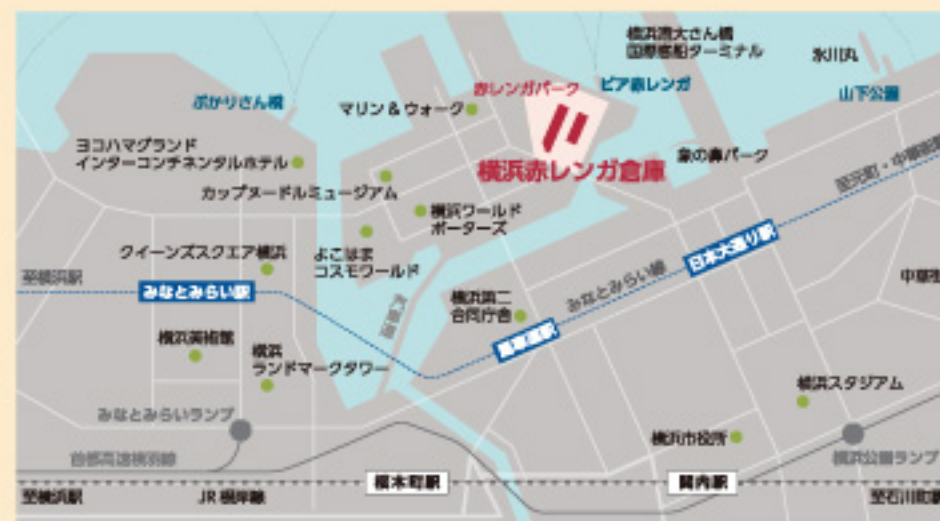 横浜港大さん橋
国際客船ターミナル
氷川丸
赤レンガパーク
ピア赤レンガ
山下公園
ぷかりさん橋
マリン＆ウォーク
ヨコハマグランド
インターコンチネンタルホテル
横浜赤レンガ倉庫
象の鼻パーク
至元町・中華街
カップヌードルミュージアム
横浜ワールド
ポーターズ
クイーンズスクエア横浜
よこはま
コスモワールド
日本大通り駅
至横浜駅
みなとみらい駅
みなとみらい線
中華街
横浜第二
合同庁舎
馬車道駅
横浜美術館
横浜
ランドマークタワー
横浜スタジアム
みなとみらいランプ
横浜市役所
首都高速横羽線
横浜公園ランプ
桜木町駅
関内駅
至横浜駅
JR根岸線
至石川町駅